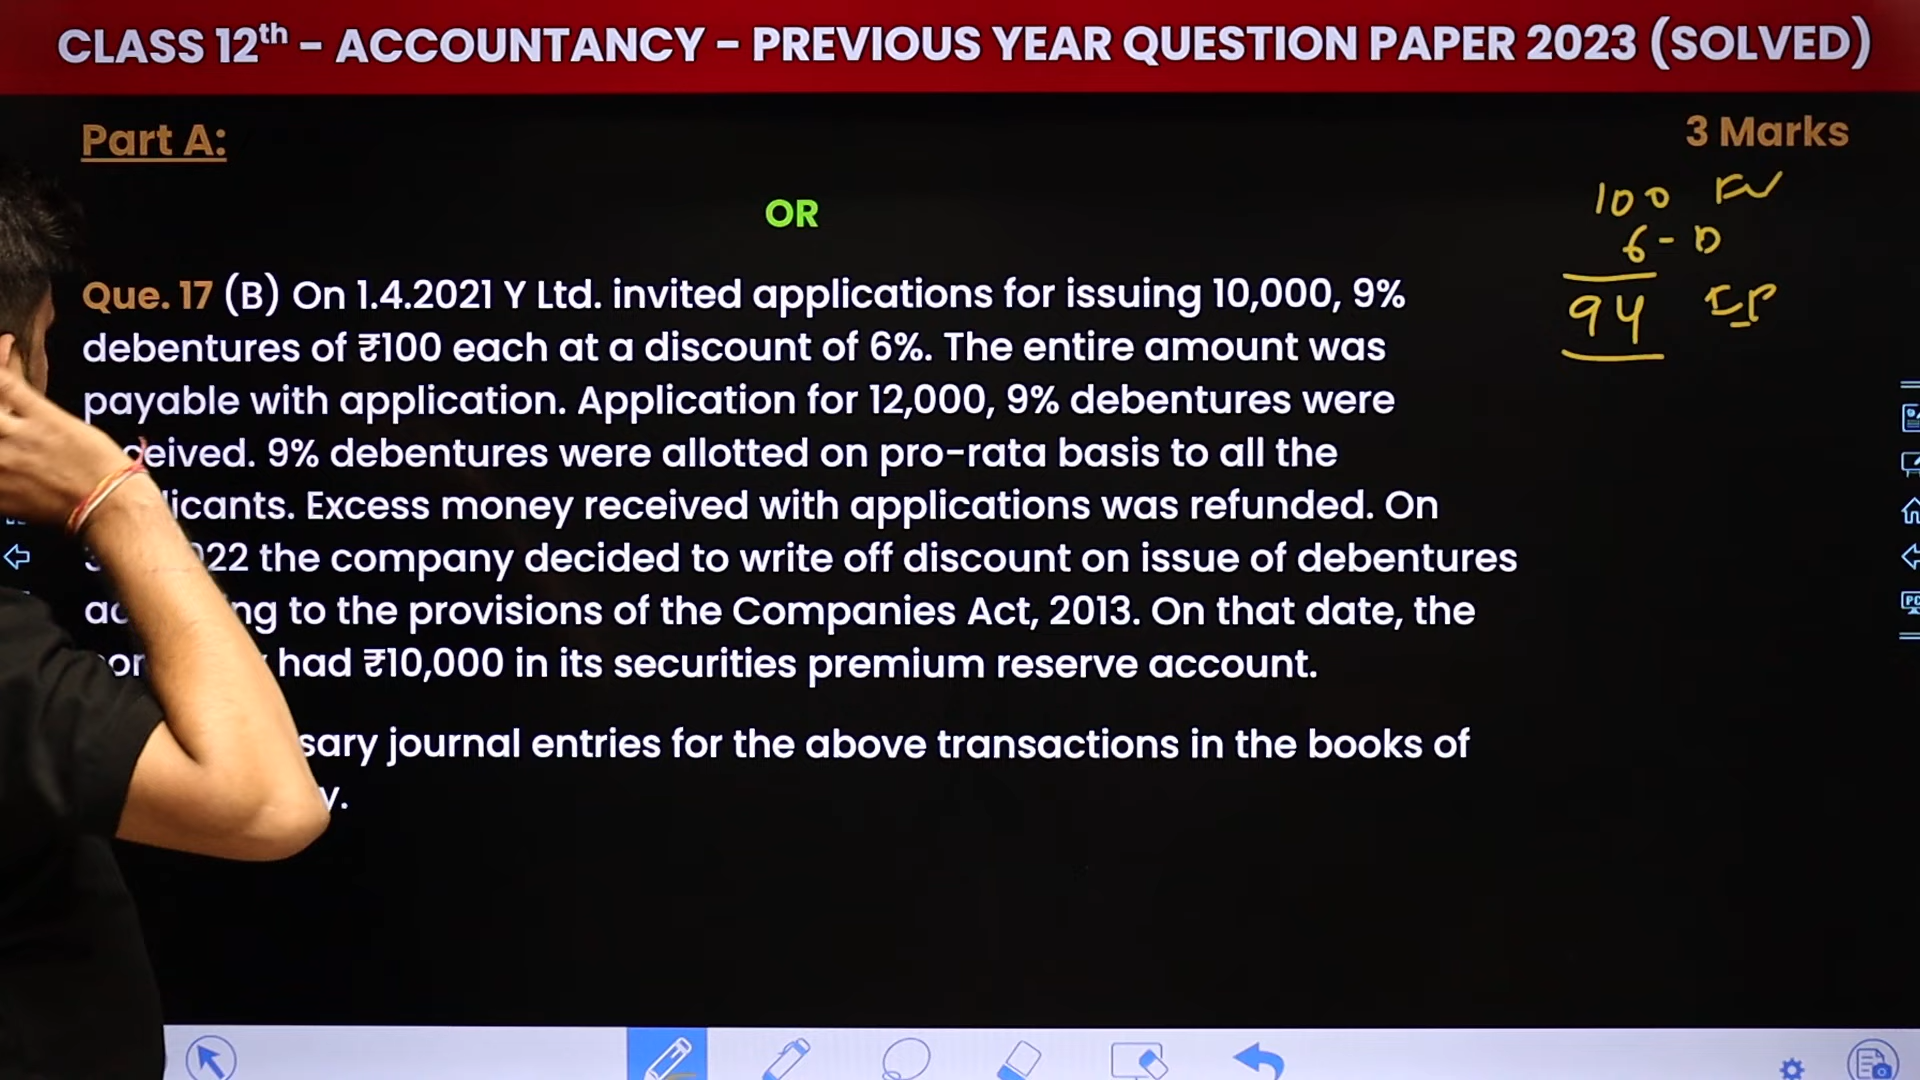 CLASS 12th - ACCOUNTANCY - PREVIOUS YEAR QUESTION PAPER 2023 (SOLVED)
Part A:
3 Marks
100 FV
OR
6 - D
94 IP
Que. 17 (B) On 1.4.2021 Y Ltd. invited applications for issuing 10,000, 9%
debentures of ₹100 each at a discount of 6%. The entire amount was
payable with application. Application for 12,000, 9% debentures were
eived. 9% debentures were allotted on pro-rata basis to all the
licants. Excess money received with applications was refunded. On
22 the company decided to write off discount on issue of debentures
ng to the provisions of the Companies Act, 2013. On that date, the
had ₹10,000 in its securities premium reserve account.
sary journal entries for the above transactions in the books of
y.